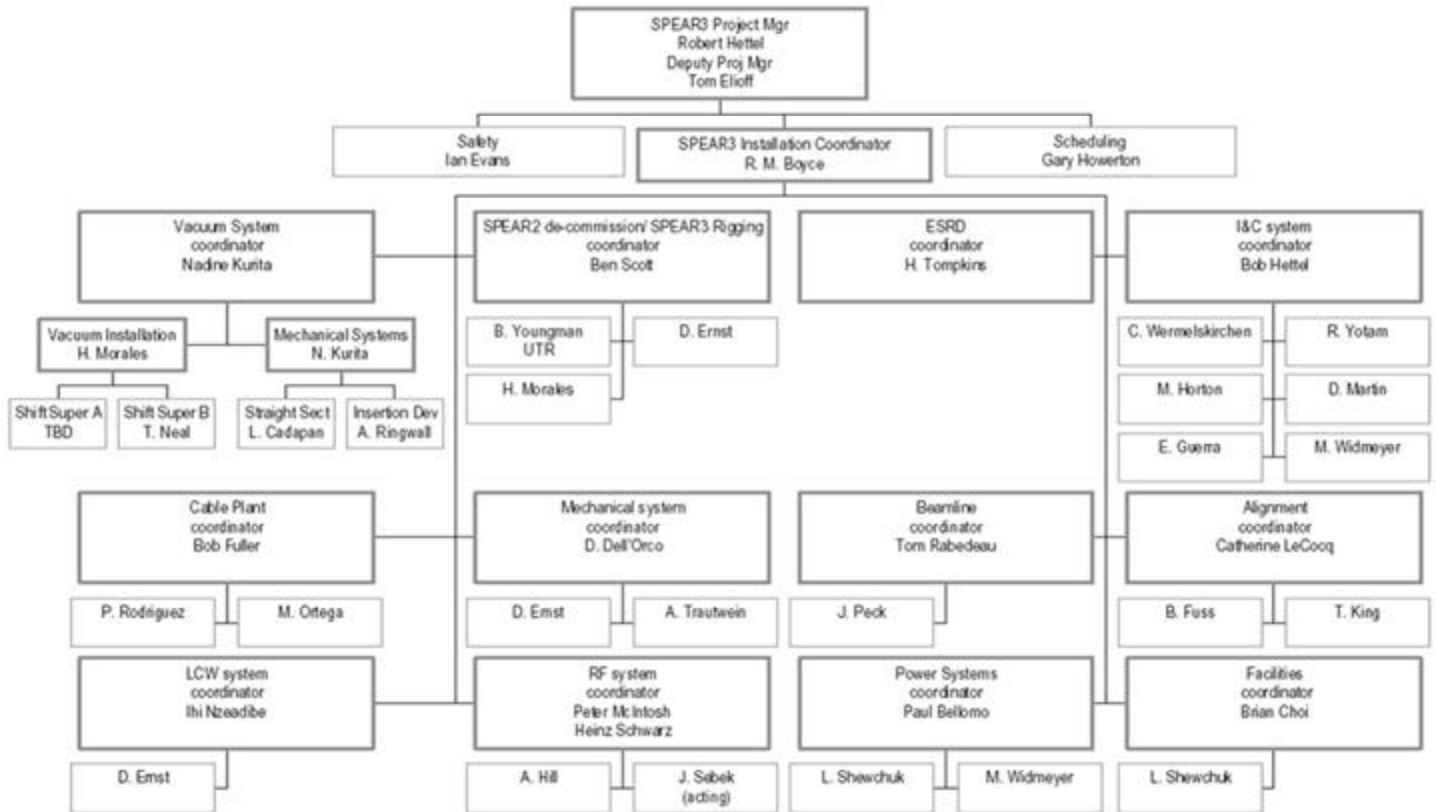 SPEAR3 Project Mgr
Robert Hettel
Deputy Proj Mgr
Tom Elioff
Safety
Ian Evans
SPEAR3 Installation Coordinator
R. M. Boyce
Scheduling
Gary Howerton
Vacuum System
coordinator
Nadine Kurita
SPEAR2 de-commission/ SPEAR3 Rigging
coordinator
Ben Scott
ESRD
coordinator
H. Tompkins
I&C system
coordinator
Bob Hettel
Vacuum Installation
H. Morales
Mechanical Systems
N. Kurita
Shift Super A
TBD
Shift Super B
T. Neal
Straight Sect
L. Cadapan
Insertion Dev
A. Ringwall
B. Youngman
UTR
D. Ernst
H. Morales
C. Wermelskirchen
R. Yotam
M. Horton
D. Martin
E. Guerra
M. Widmeyer
Cable Plant
coordinator
Bob Fuller
Mechanical system
coordinator
D. Dell'Orco
Beamline
coordinator
Tom Rabedeau
Alignment
coordinator
Catherine LeCocq
P. Rodriguez
M. Ortega
D. Ernst
A. Trautwein
J. Peck
B. Fuss
T. King
LCW system
coordinator
Ihi Nzeadibe
RF system
coordinator
Peter McIntosh
Heinz Schwarz
Power Systems
coordinator
Paul Bellomo
Facilities
coordinator
Brian Choi
D. Ernst
A. Hill
J. Sebek
(acting)
L. Shewchuk
M. Widmeyer
L. Shewchuk